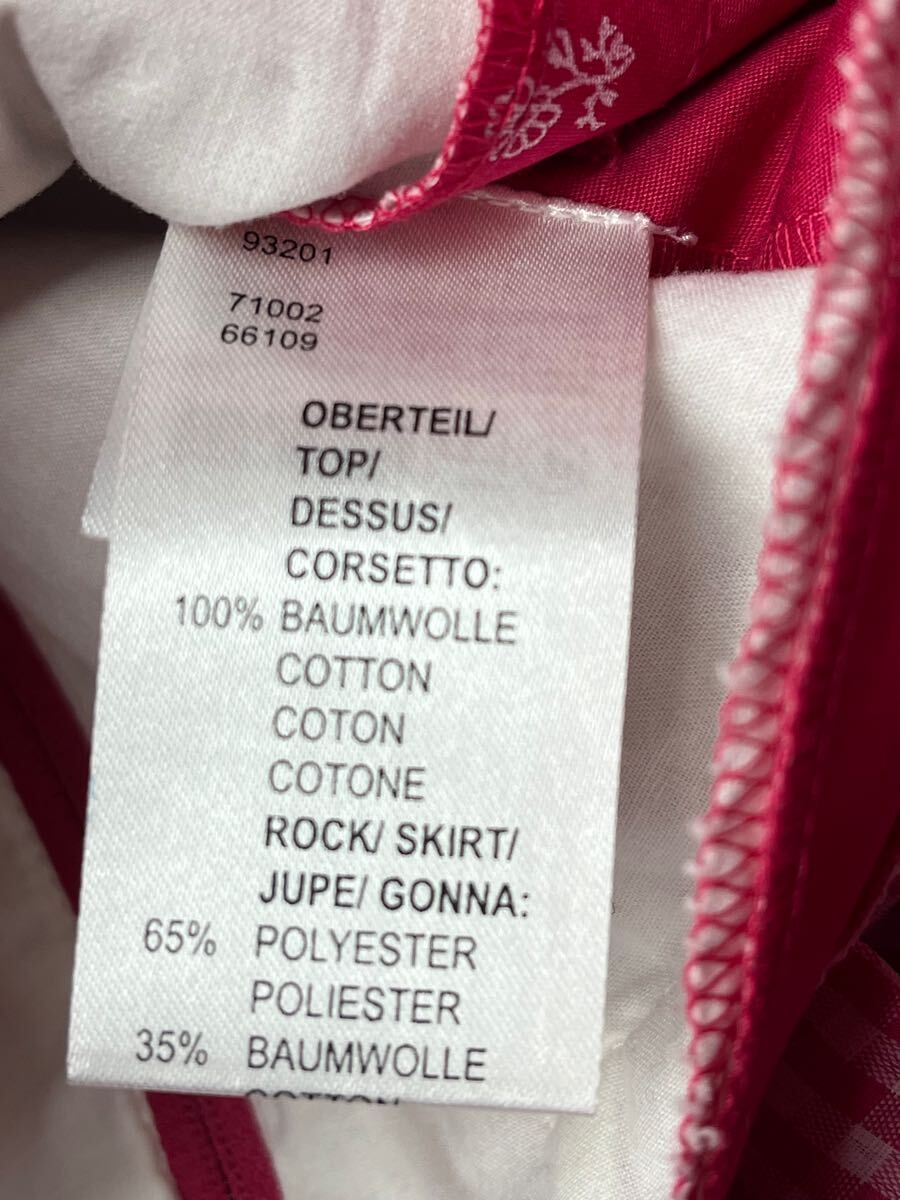 93201
71002
66109
OBERTEIL/
TOP/
DESSUS/
CORSETTO:
100% BAUMWOLLE
COTTON
COTON
COTONE
ROCK/ SKIRT/
JUPE/ GONNA:
65% POLYESTER
POLIESTER
35% BAUMWOLLE
COTTON